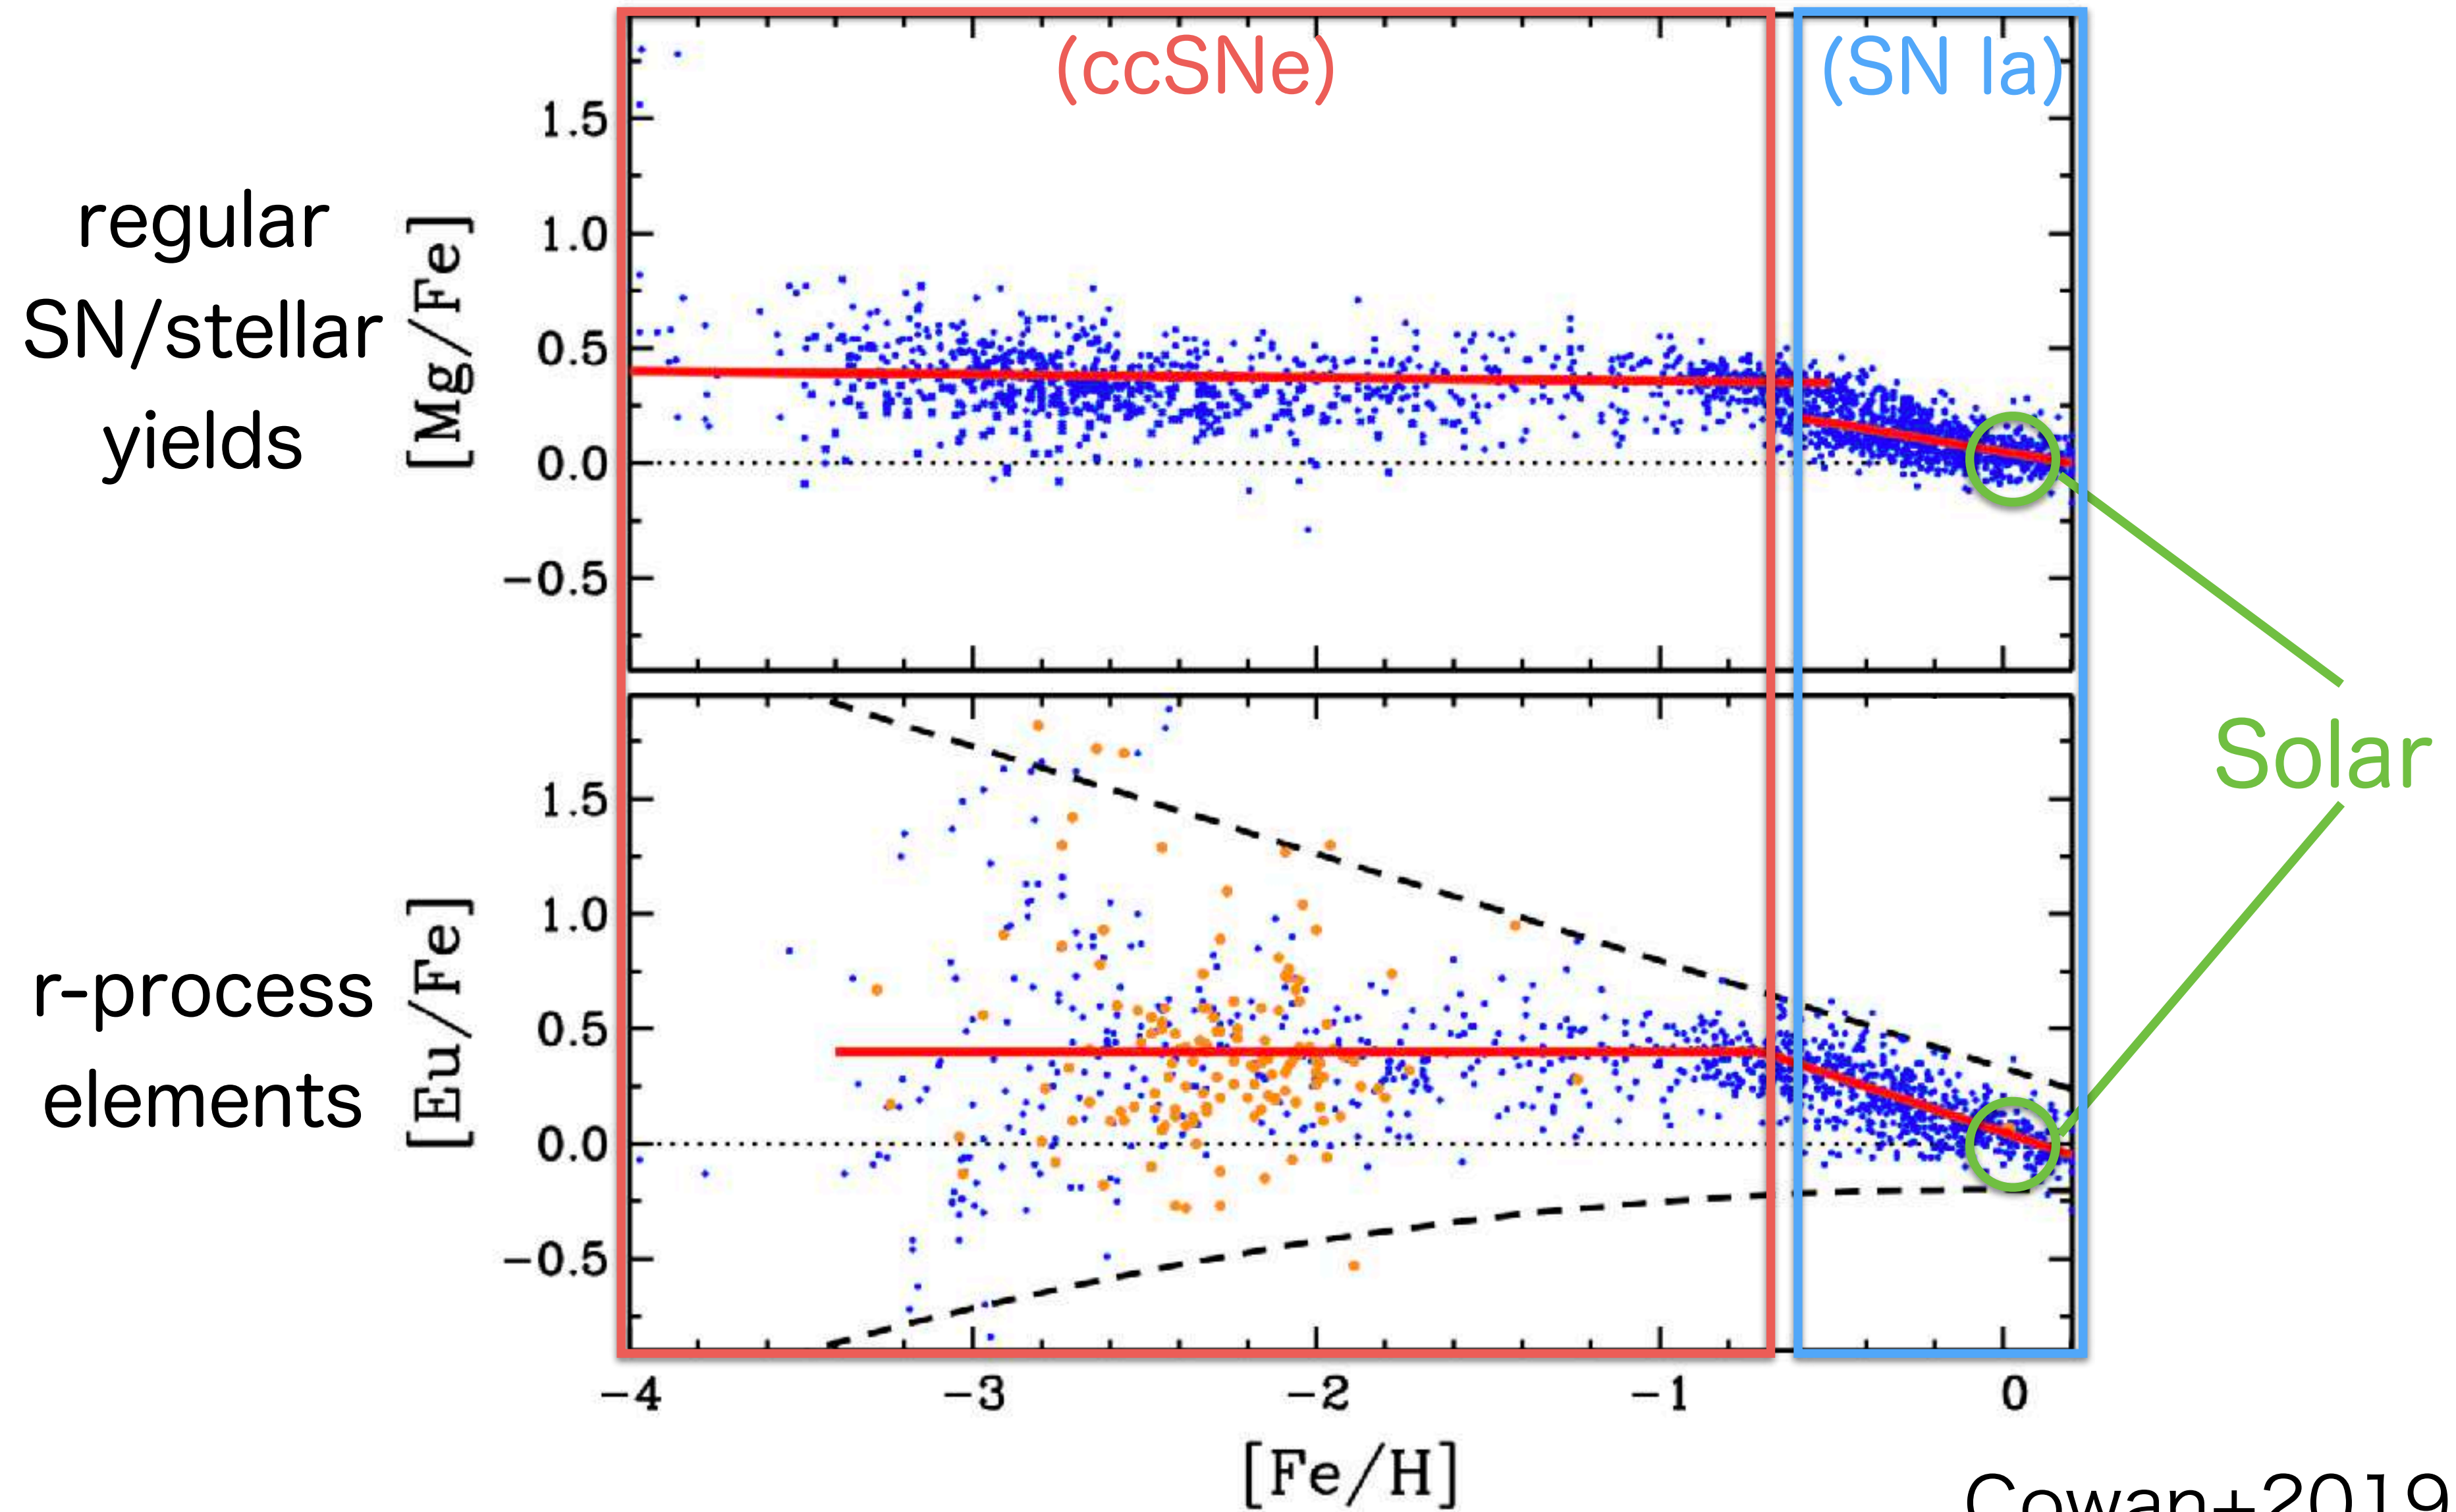 (ccSNe)
(SN Ia)
regular
SN/stellar
yields
[Mg/Fe]
1.5
1.0
0.5
0.0
−0.5
Solar
r-process
elements
[Eu/Fe]
1.5
1.0
0.5
0.0
−0.5
−4
−3
−2
−1
0
[Fe/H]
Cowan+2019